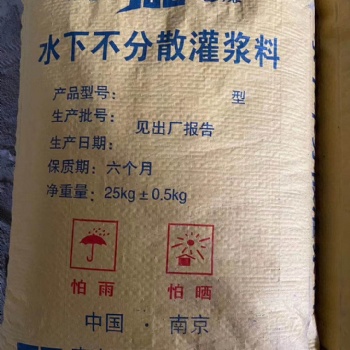 水下不分散灌浆料
产品型号： 型
生产批号：
见出厂报告
生产日期：
保质期：六个月
净重量：25kg±0.5kg
怕雨 怕晒
中国·南京